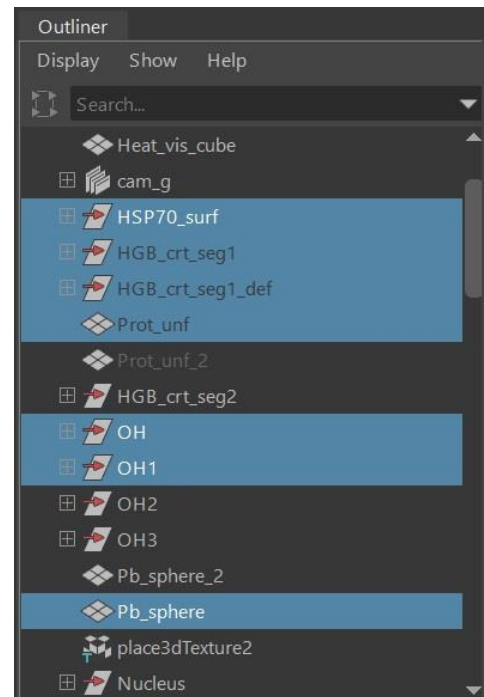 Outliner
Display Show Help
Search...
Heat_vis_cube
cam_g
HSP70_surf
HGB_crt_seg1
HGB_crt_seg1_def
Prot_unf
Prot_unf_2
HGB_crt_seg2
OH
OH1
OH2
OH3
Pb_sphere_2
Pb_sphere
place3dTexture2
Nucleus